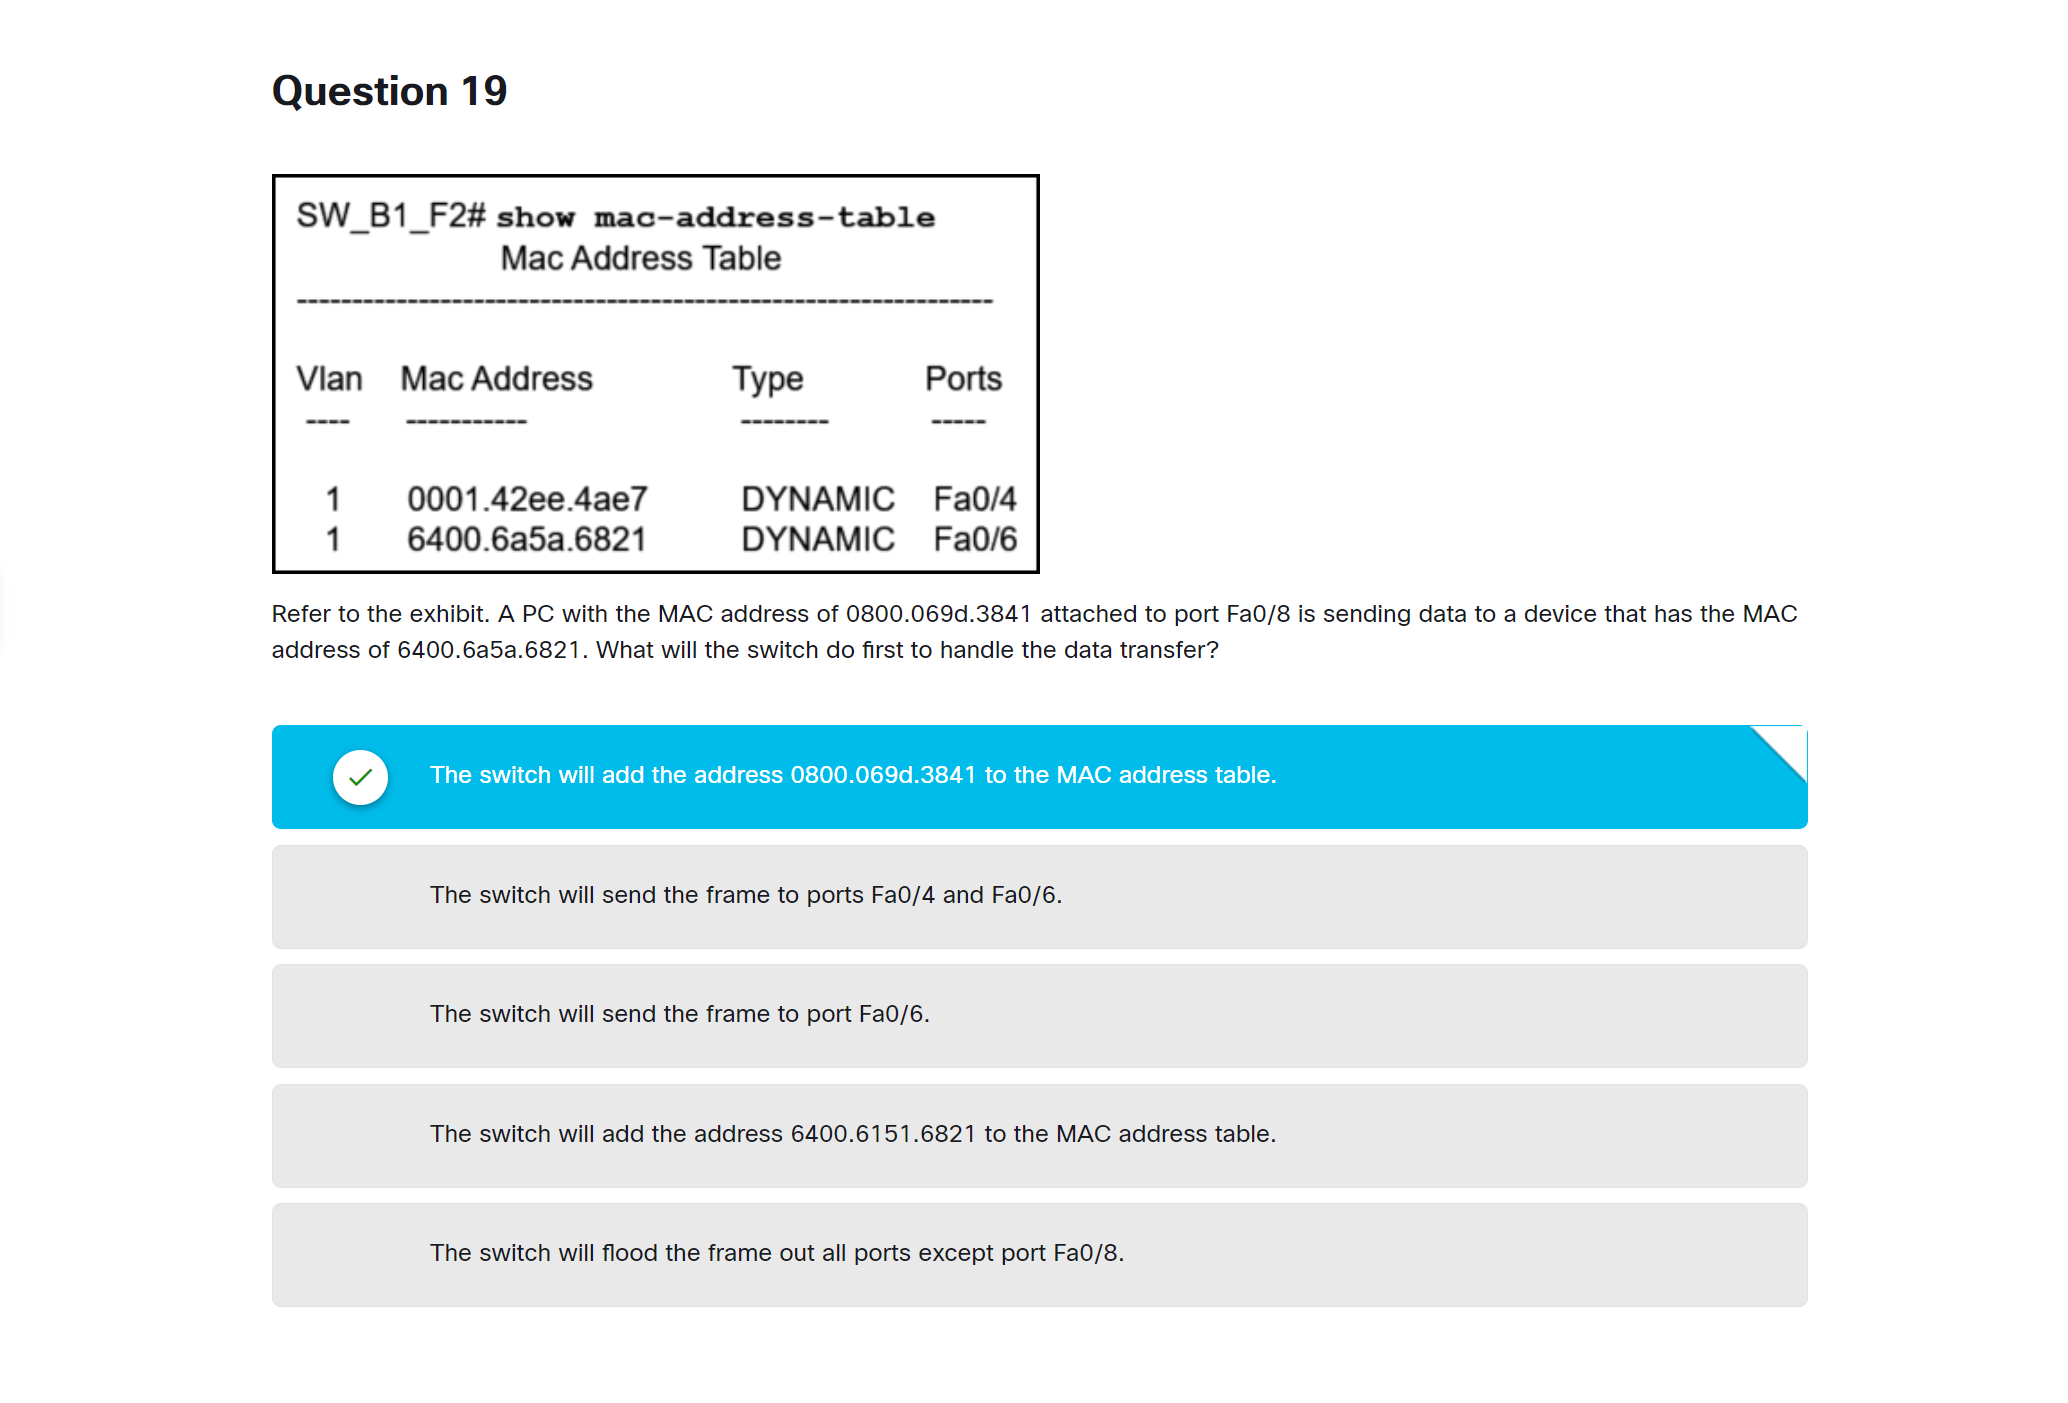 Question 19
SW_B1_F2# show mac-address-table
Mac Address Table
----------------------------------------------------------------
Vlan Mac Address Type Ports
---- ----------- -------- -----
1 0001.42ee.4ae7 DYNAMIC Fa0/4
1 6400.6a5a.6821 DYNAMIC Fa0/6
Refer to the exhibit. A PC with the MAC address of 0800.069d.3841 attached to port Fa0/8 is sending data to a device that has the MAC
address of 6400.6a5a.6821. What will the switch do first to handle the data transfer?
The switch will add the address 0800.069d.3841 to the MAC address table.
The switch will send the frame to ports Fa0/4 and Fa0/6.
The switch will send the frame to port Fa0/6.
The switch will add the address 6400.6151.6821 to the MAC address table.
The switch will flood the frame out all ports except port Fa0/8.